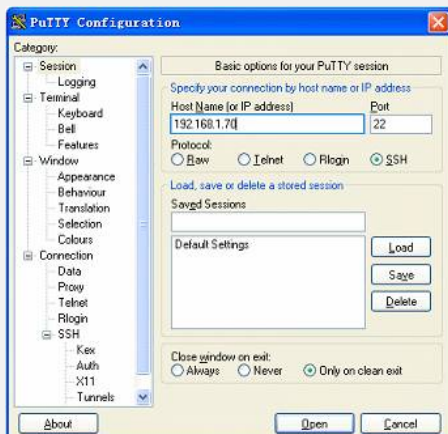 PuTTY Configuration
Category:
Session
Logging
Terminal
Keyboard
Bell
Features
Window
Appearance
Behaviour
Translation
Selection
Colours
Connection
Data
Proxy
Telnet
Rlogin
SSH
Kex
Auth
X11
Tunnels
Basic options for your PuTTY session
Specify your connection by host name or IP address
Host Name (or IP address) Port
192.168.1.70 22
Protocol:
Raw Telnet Rlogin SSH
Load, save or delete a stored session
Saved Sessions
Default Settings
Load
Save
Delete
Close window on exit:
Always Never Only on clean exit
About Open Cancel